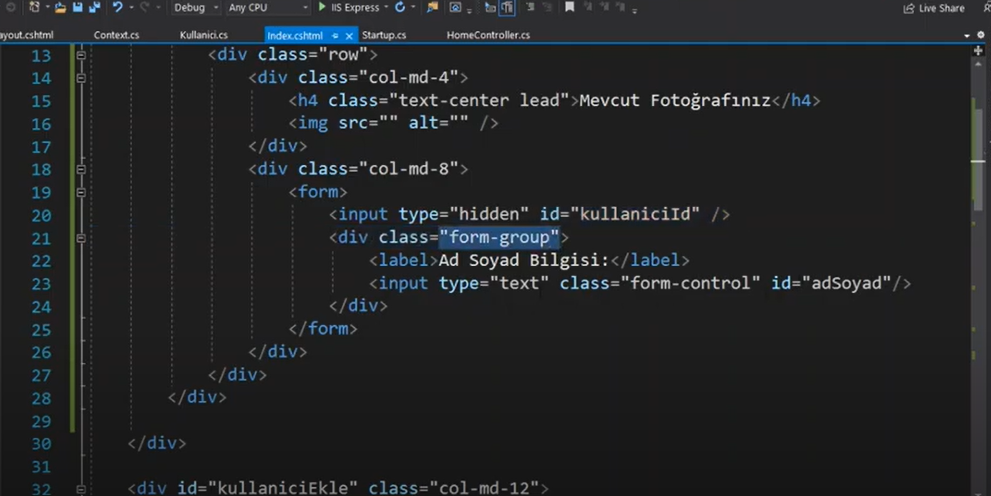 Debug Any CPU IIS Express Live Share
ayout.cshtml Context.cs Kullanici.cs Index.cshtml Startup.cs HomeController.cs
13 <div class="row">
14 <div class="col-md-4">
15 <h4 class="text-center lead">Mevcut Fotoğrafınız</h4>
16 <img src="" alt="" />
17 </div>
18 <div class="col-md-8">
19 <form>
20 <input type="hidden" id="kullaniciId" />
21 <div class="form-group">
22 <label>Ad Soyad Bilgisi:</label>
23 <input type="text" class="form-control" id="adSoyad"/>
24 </div>
25 </form>
26 </div>
27 </div>
28 </div>
29
30 </div>
31
32 <div id="kullaniciEkle" class="col-md-12">